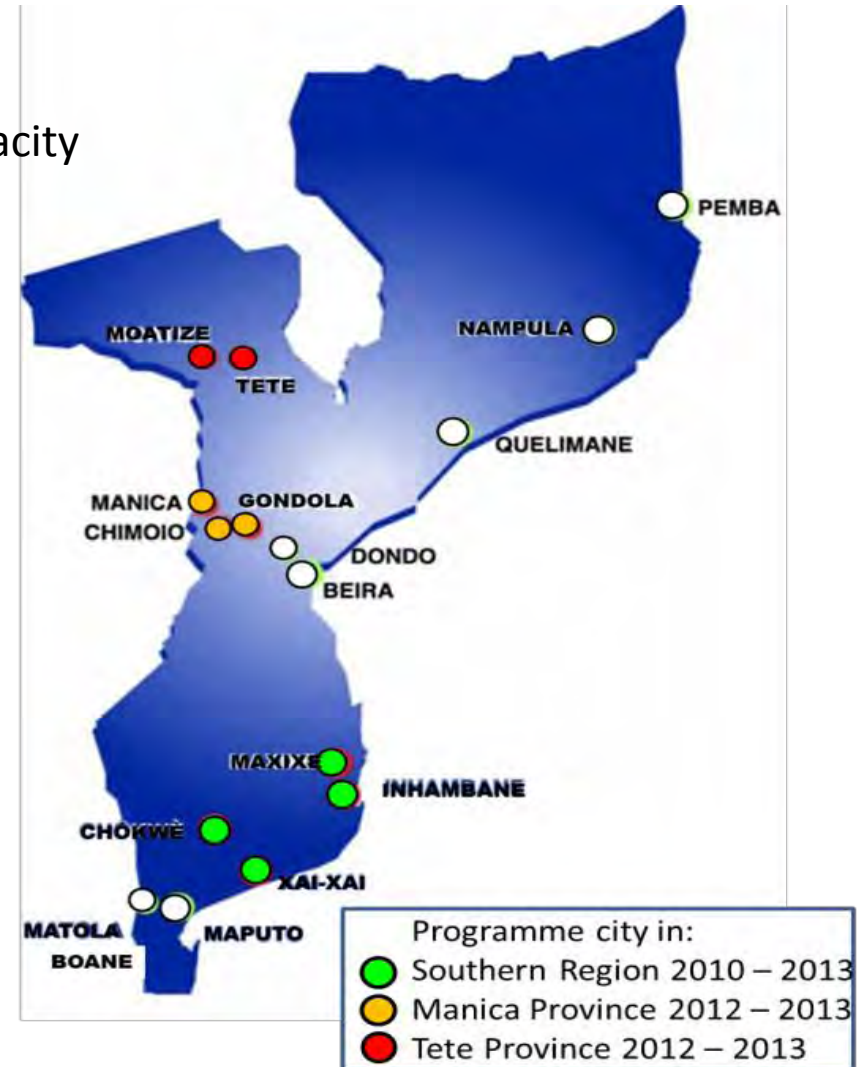 acity
PEMBA
NAMPULA
MOATIZE
TETE
QUELIMANE
MANICA
GONDOLA
CHIMOIO
DONDO
BEIRA
MAXIXE
INHAMBANE
CHÓKWÈ
XAI-XAI
MATOLA
MAPUTO
BOANE
Programme city in:
Southern Region 2010 – 2013
Manica Province 2012 – 2013
Tete Province 2012 – 2013